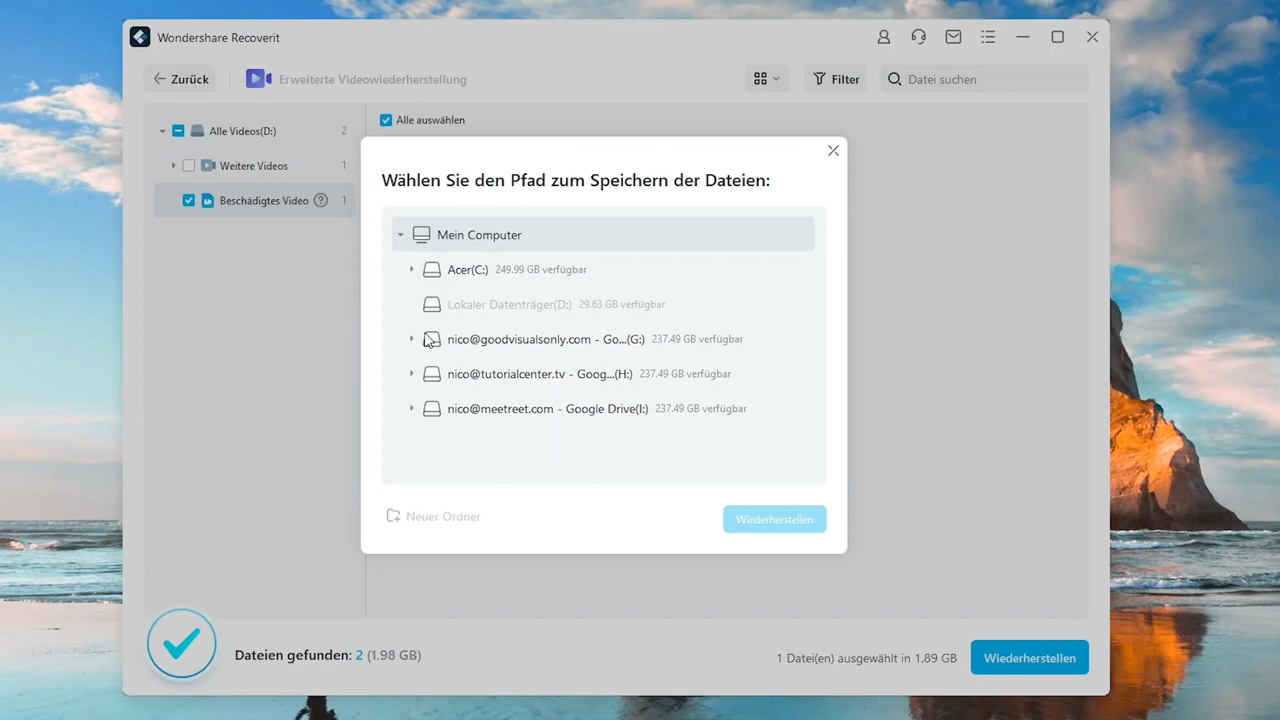 Wondershare Recoverit
Zurück
Erweiterte Videowiederherstellung
Filter
Datei suchen
Alle Videos(D:) 2
Weitere Videos 1
Beschädigtes Video ? 1
Alle auswählen
Wählen Sie den Pfad zum Speichern der Dateien:
Mein Computer
Acer(C:) 249.99 GB verfügbar
Lokaler Datenträger(D:) 29.63 GB verfügbar
nico@goodvisualsonly.com - Go...(G:) 237.49 GB verfügbar
nico@tutorialcenter.tv - Goog...(H:) 237.49 GB verfügbar
nico@meetreet.com - Google Drive(I:) 237.49 GB verfügbar
Neuer Ordner
Wiederherstellen
Dateien gefunden: 2 (1.98 GB)
1 Datei(en) ausgewählt in 1.89 GB
Wiederherstellen